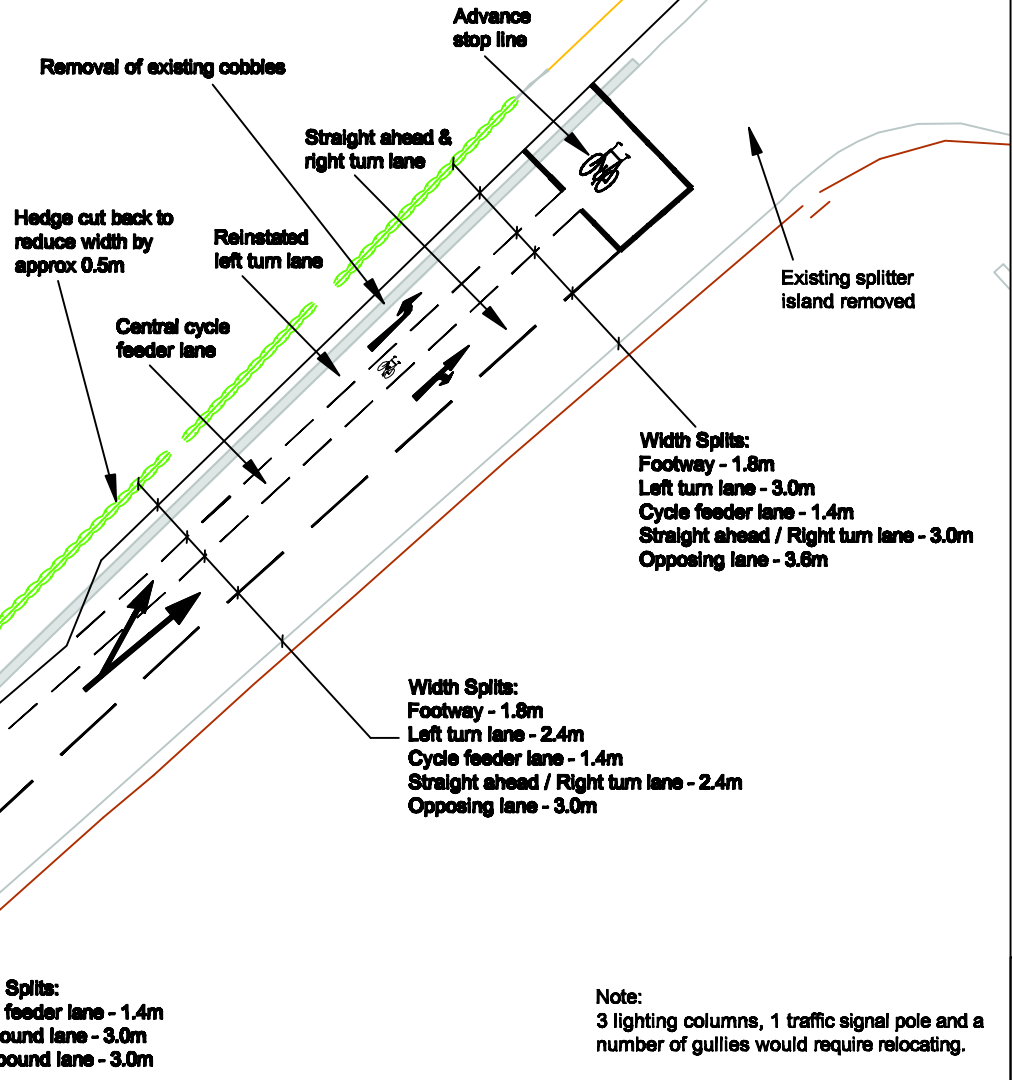 Advance
stop line
Removal of existing cobbles
Straight ahead &
right turn lane
Hedge cut back to
reduce width by
approx 0.5m
Reinstated
left turn lane
Existing splitter
island removed
Central cycle
feeder lane
Width Splits:
Footway - 1.8m
Left turn lane - 3.0m
Cycle feeder lane - 1.4m
Straight ahead / Right turn lane - 3.0m
Opposing lane - 3.6m
Width Splits:
Footway - 1.8m
Left turn lane - 2.4m
Cycle feeder lane - 1.4m
Straight ahead / Right turn lane - 2.4m
Opposing lane - 3.0m
Splits:
feeder lane - 1.4m
ound lane - 3.0m
bound lane - 3.0m
Note:
3 lighting columns, 1 traffic signal pole and a
number of gullies would require relocating.